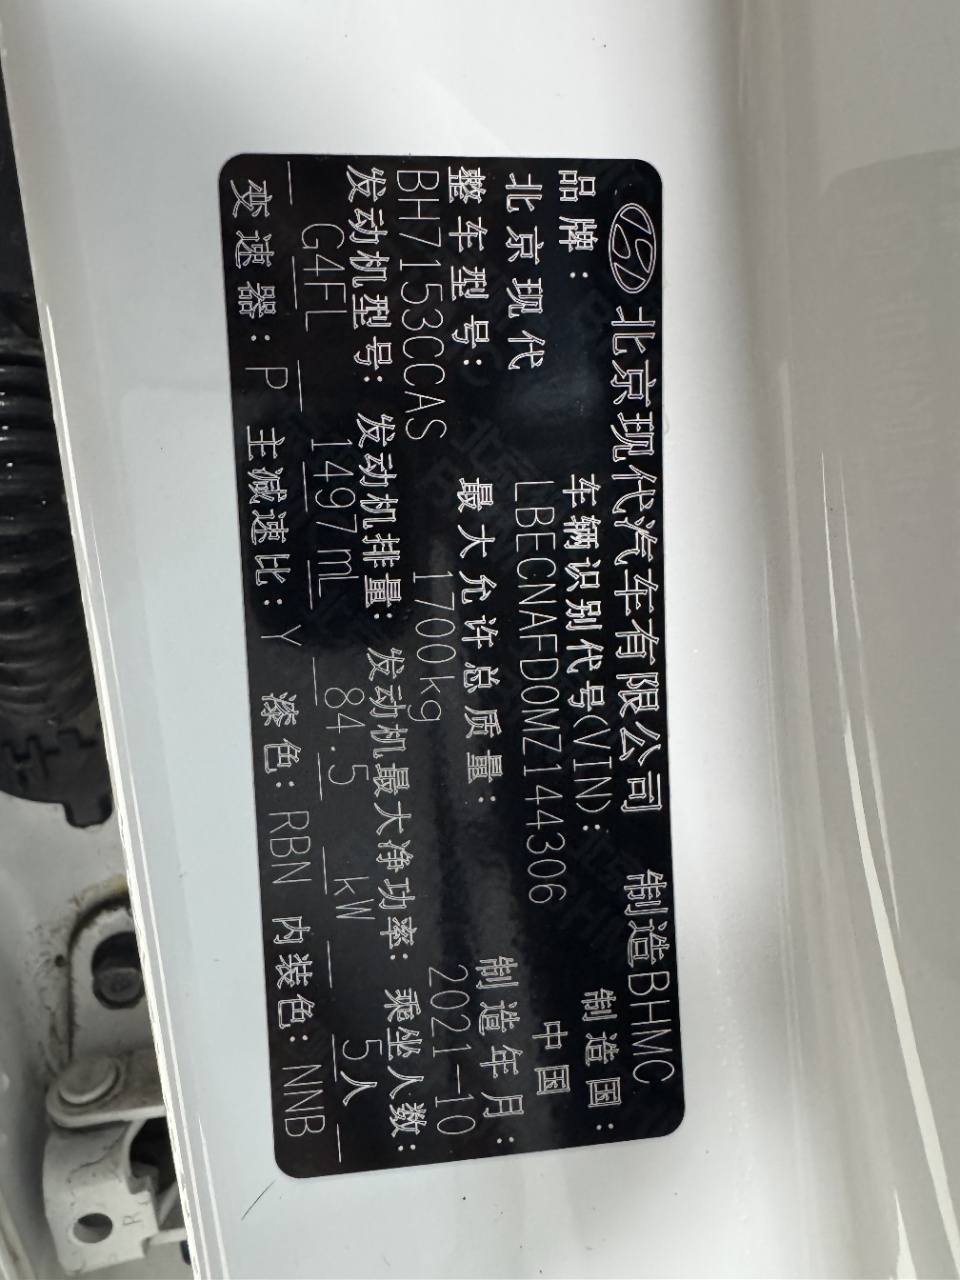 北京现代汽车有限公司 制造BHMC
品牌: 车辆识别代号(VIN): 制造国:
北京现代 LBECNAFD0MZ144306 中国
整车型号: 最大允许总质量: 制造年月:
BH7153CCAS 1700kg 2021-10
发动机型号: 发动机排量: 发动机最大净功率: 乘坐人数:
G4FL 1497mL 84.5 kW 5人
变速器: P 主减速比: Y 漆色: RBN 内装色: NNB